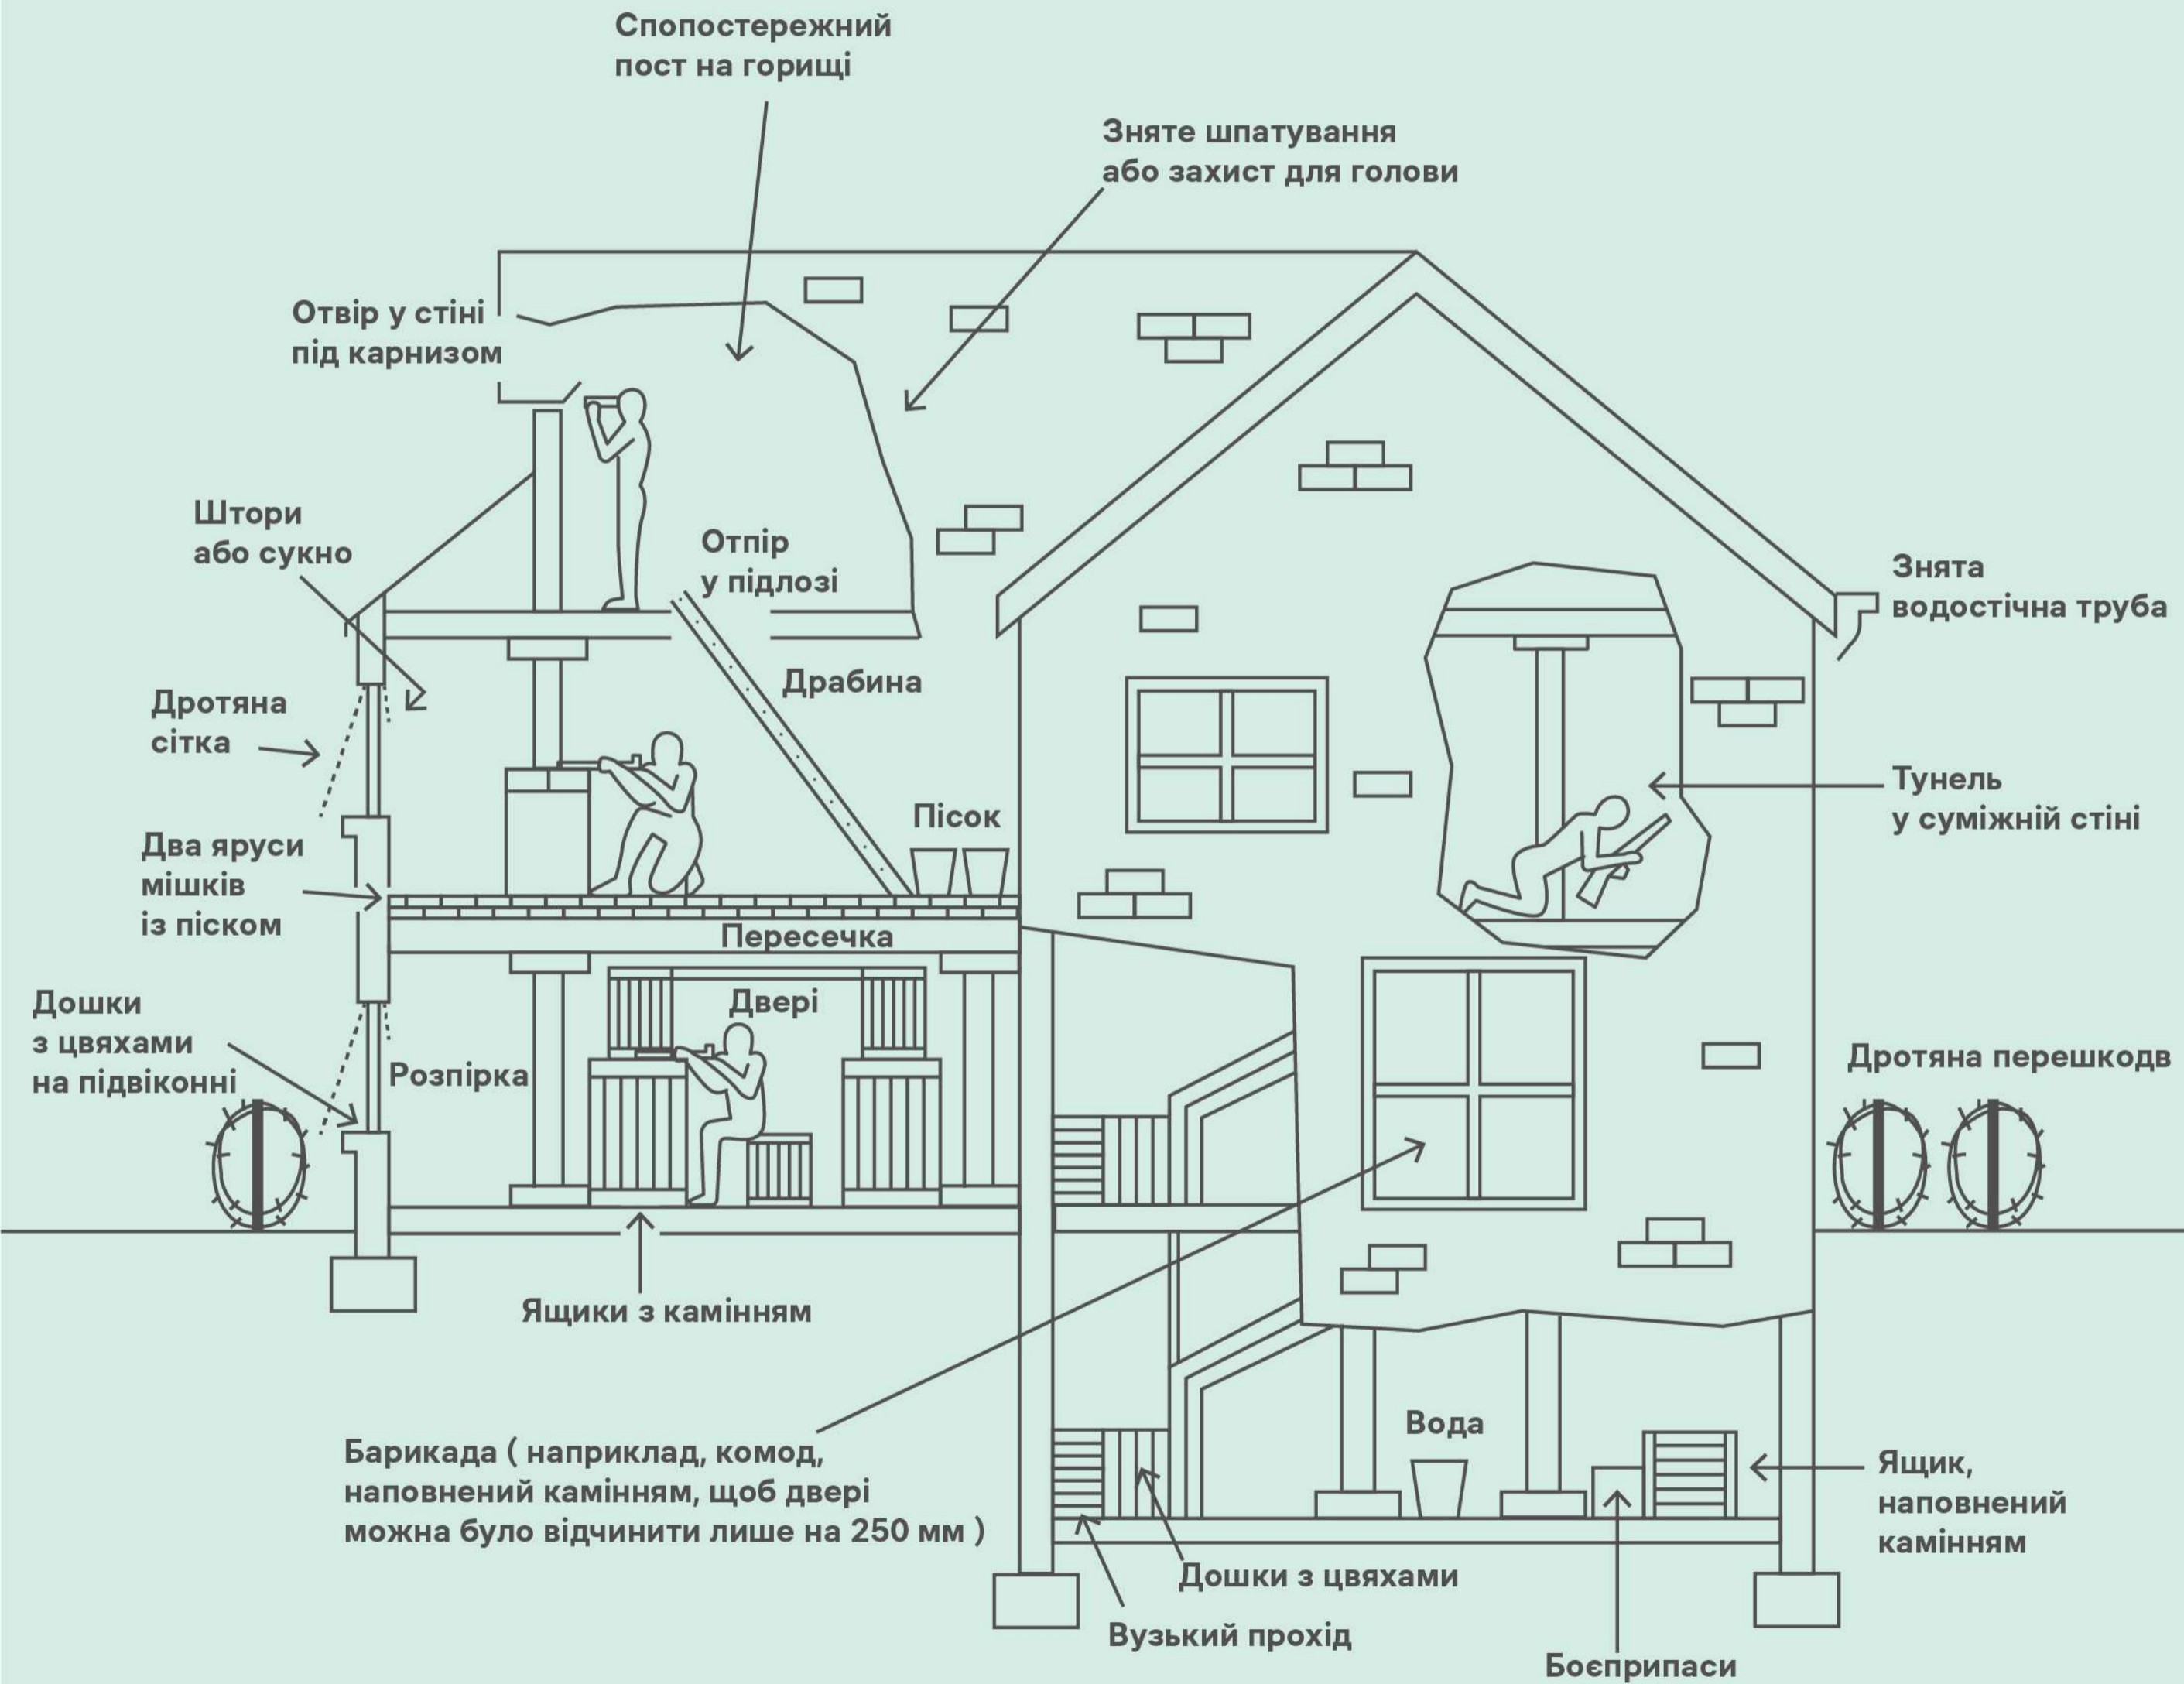 Спопостережний
пост на горищі
Зняте шпатування
або захист для голови
Отвір у стіні
під карнизом
Штори
або сукно
Отпір
у підлозі
Знята
водостічна труба
Драбина
Дротяна
сітка
Тунель
у суміжній стіні
Пісок
Два яруси
мішків
із піском
Пересечка
Двері
Дошки
з цвяхами
на підвіконні
Розпірка
Дротяна перешкодв
Ящики з камінням
Барикада ( наприклад, комод,
наповнений камінням, щоб двері
можна було відчинити лише на 250 мм )
Вода
Ящик,
наповнений
камінням
Дошки з цвяхами
Вузький прохід
Боєприпаси